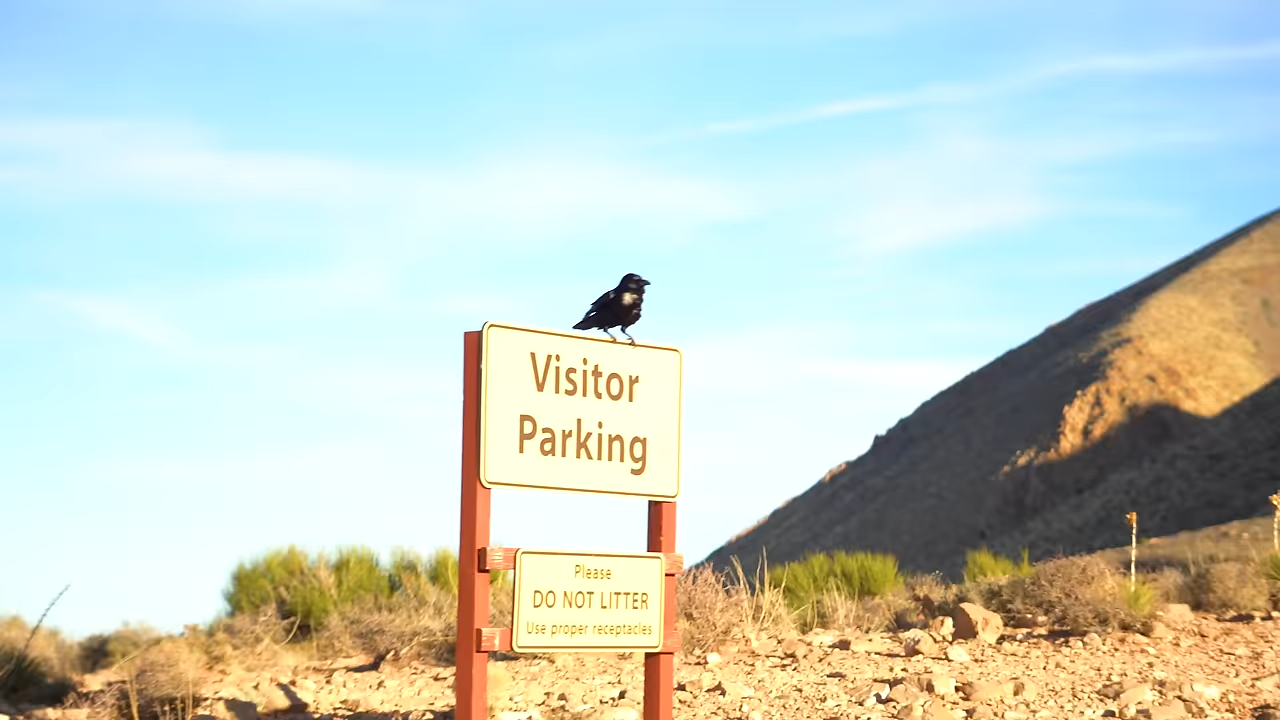 Visitor
Parking
Please
DO NOT LITTER
Use proper receptacles